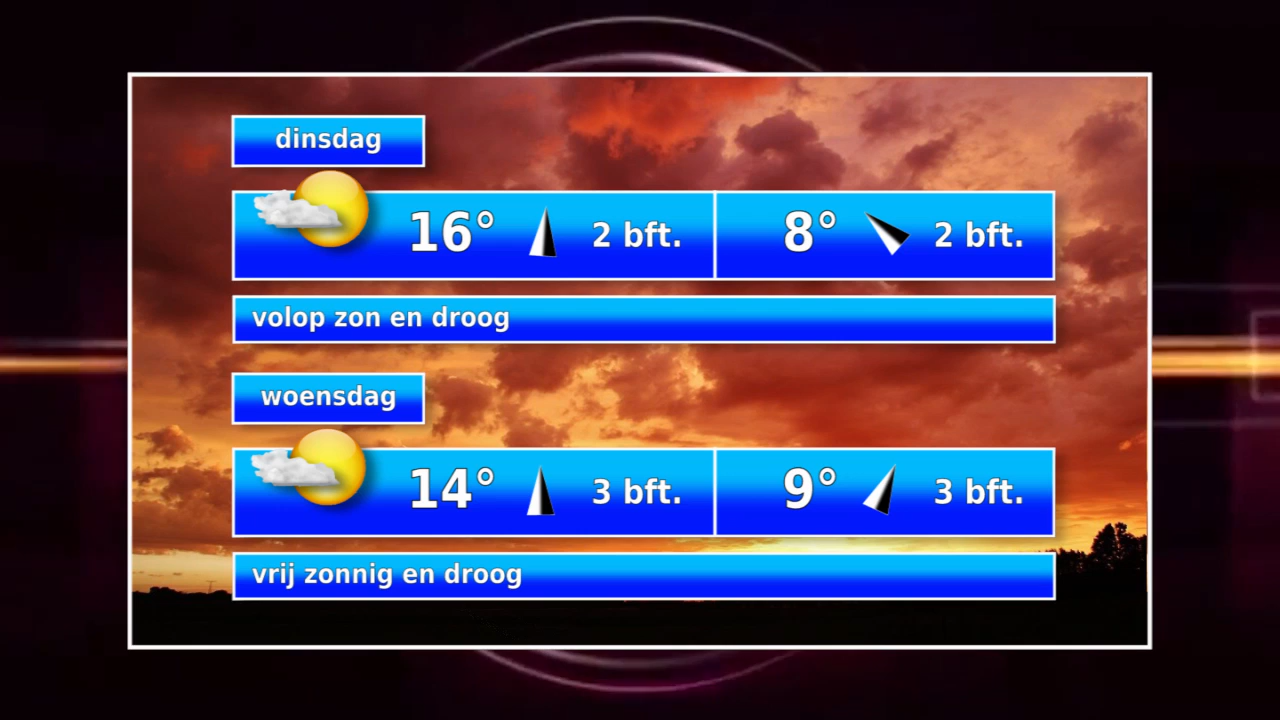 dinsdag
16° 2 bft. 8° 2 bft.
volop zon en droog
woensdag
14° 3 bft. 9° 3 bft.
vrij zonnig en droog